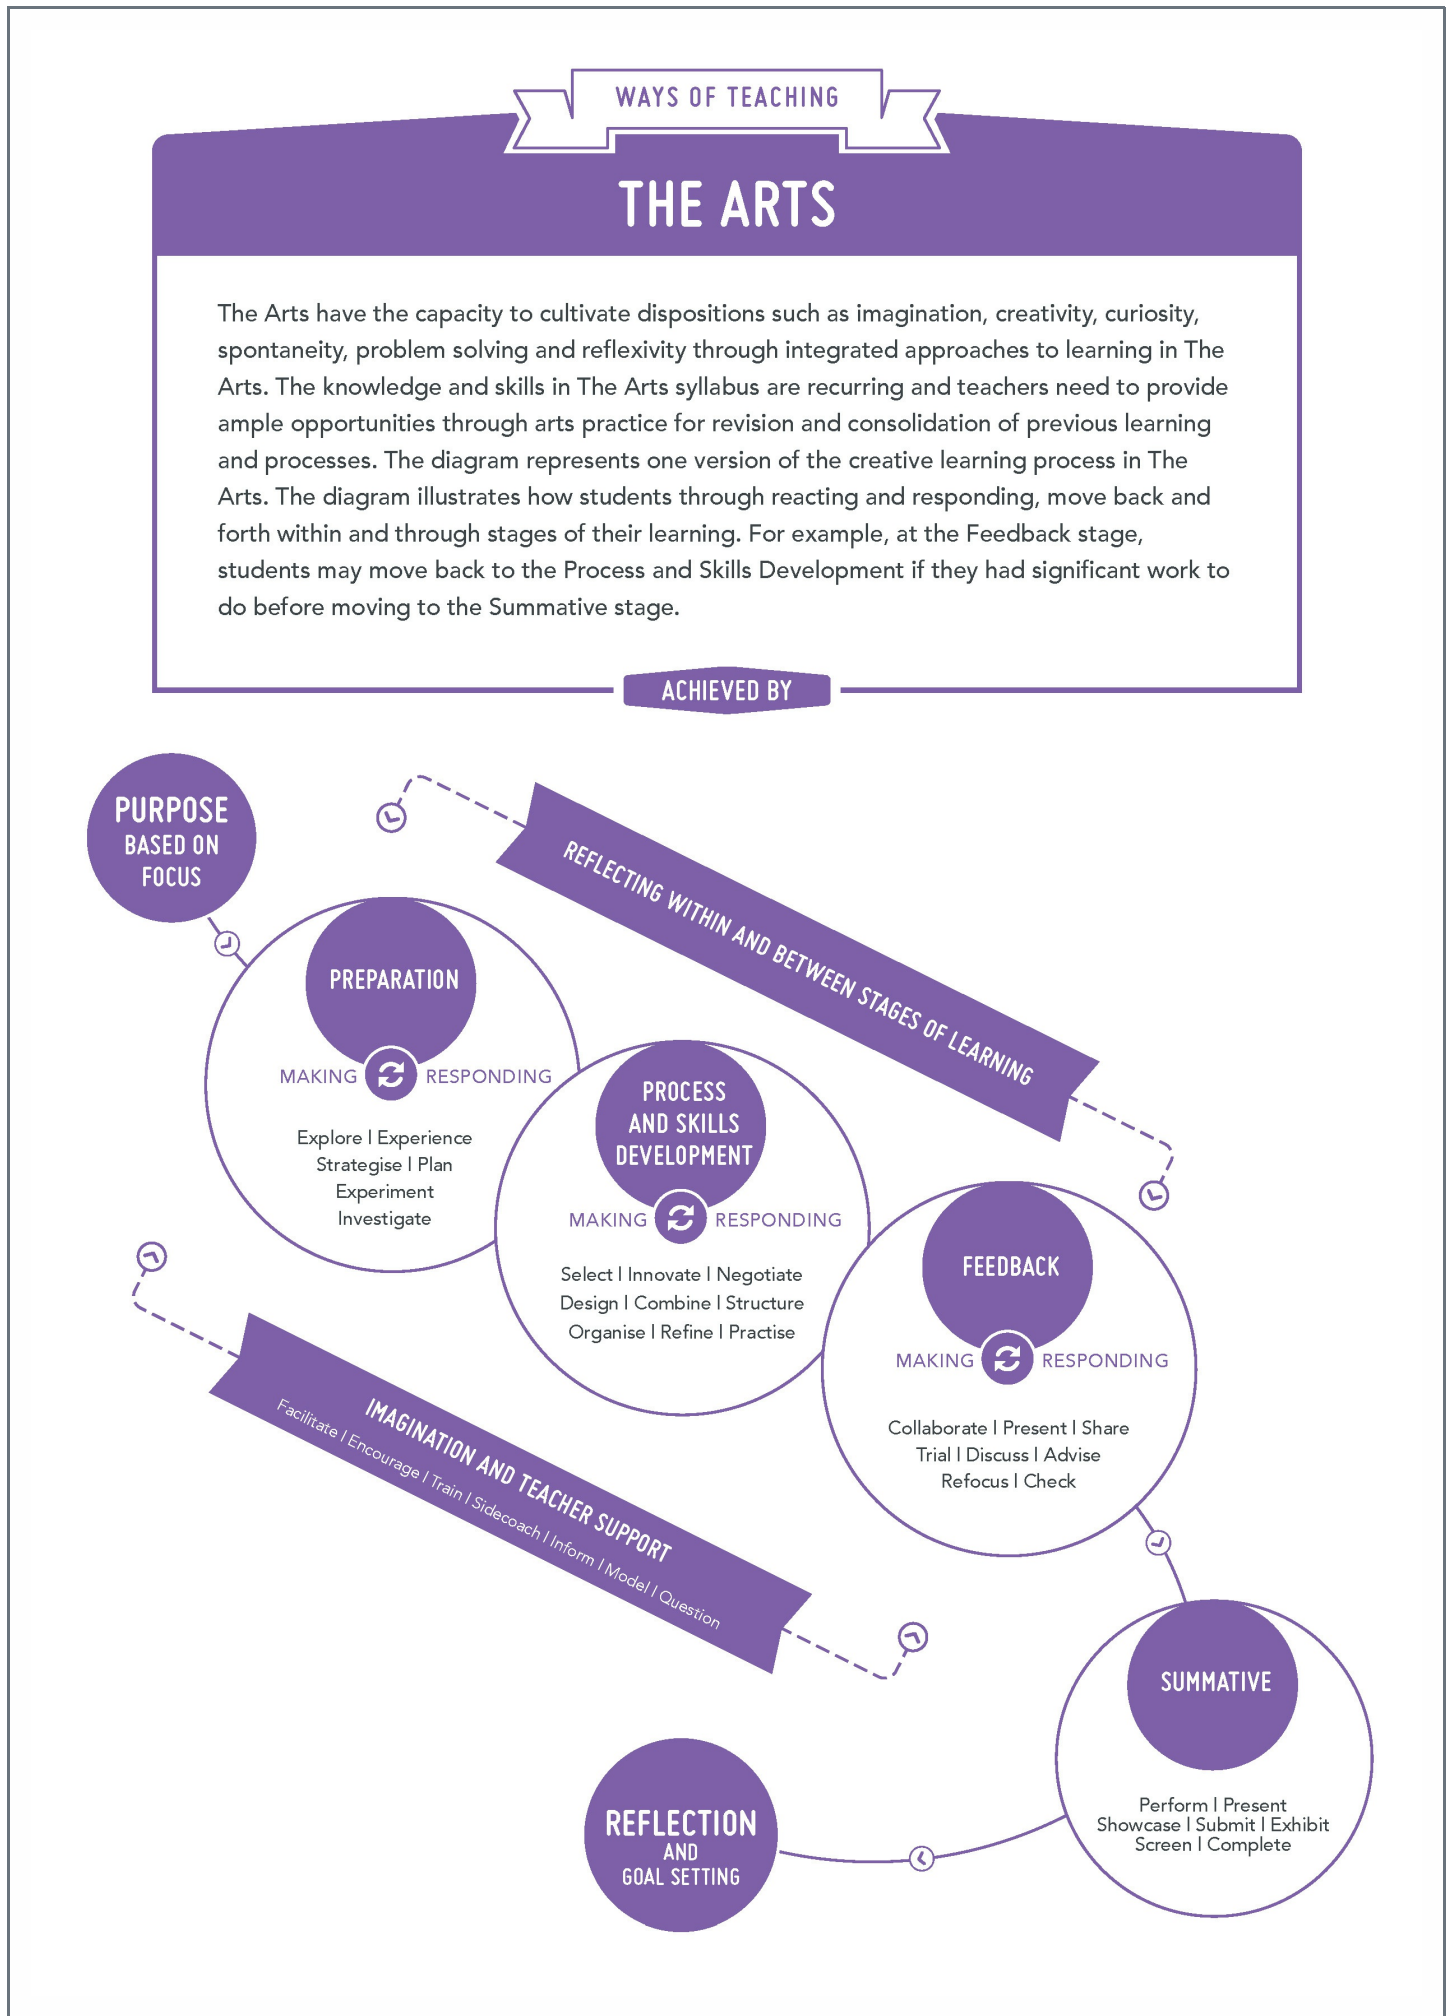 WAYS OF TEACHING
THE ARTS
The Arts have the capacity to cultivate dispositions such as imagination, creativity, curiosity,
spontaneity, problem solving and reflexivity through integrated approaches to learning in The
Arts. The knowledge and skills in The Arts syllabus are recurring and teachers need to provide
ample opportunities through arts practice for revision and consolidation of previous learning
and processes. The diagram represents one version of the creative learning process in The
Arts. The diagram illustrates how students through reacting and responding, move back and
forth within and through stages of their learning. For example, at the Feedback stage,
students may move back to the Process and Skills Development if they had significant work to
do before moving to the Summative stage.
ACHIEVED BY
PURPOSE
BASED ON
FOCUS
REFLECTING WITHIN AND BETWEEN STAGES OF LEARNING
PREPARATION
MAKING RESPONDING
Explore | Experience
Strategise | Plan
Experiment
Investigate
PROCESS
AND SKILLS
DEVELOPMENT
MAKING RESPONDING
Select | Innovate | Negotiate
Design | Combine | Structure
Organise | Refine | Practise
FEEDBACK
MAKING RESPONDING
Collaborate | Present | Share
Trial | Discuss | Advise
Refocus | Check
IMAGINATION AND TEACHER SUPPORT
Facilitate | Encourage | Train | Sidecoach | Inform | Model | Question
SUMMATIVE
Perform | Present
Showcase | Submit | Exhibit
Screen | Complete
REFLECTION
AND
GOAL SETTING